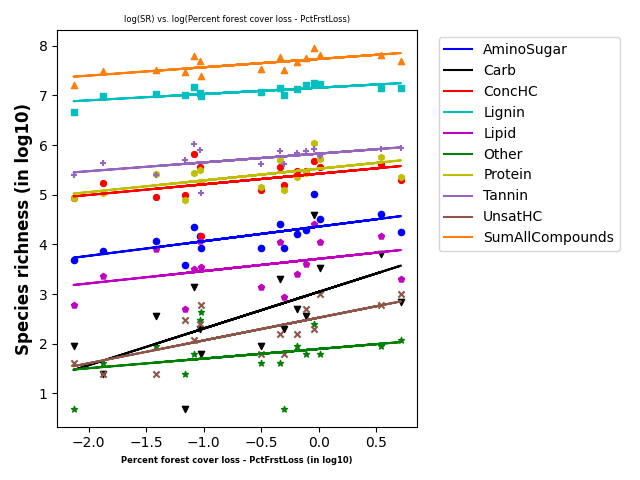 log(SR) vs. log(Percent forest cover loss - PctFrstLoss)
Species richness (in log10)
8
7
6
5
4
3
2
1
−2.0 −1.5 −1.0 −0.5 0.0 0.5
Percent forest cover loss - PctFrstLoss (in log10)
AminoSugar
Carb
ConcHC
Lignin
Lipid
Other
Protein
Tannin
UnsatHC
SumAllCompounds